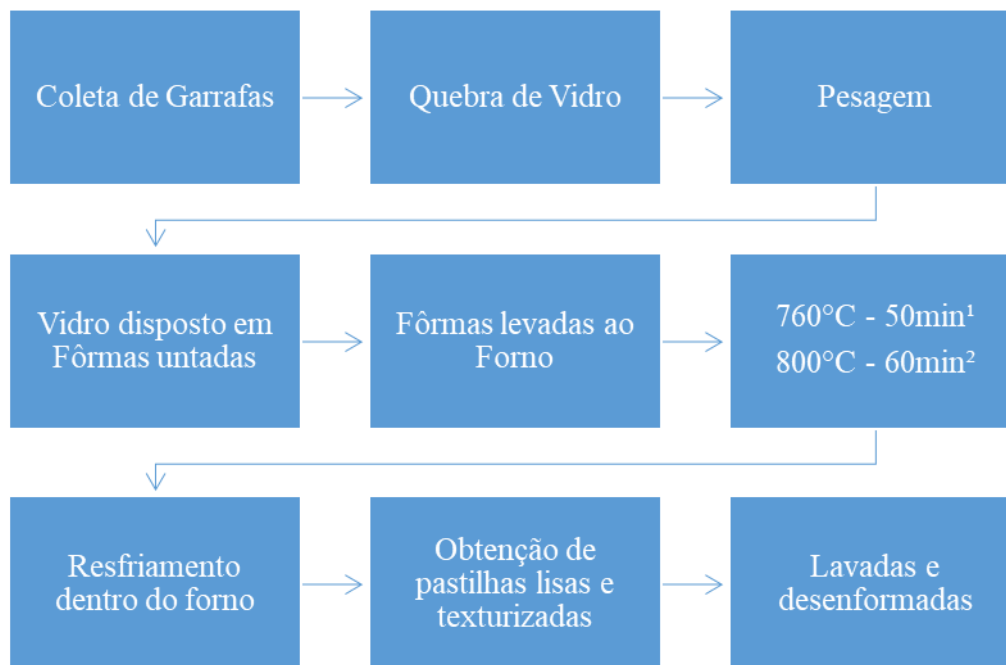 Coleta de Garrafas
Quebra de Vidro
Pesagem
Vidro disposto em
Fôrmas untadas
Fôrmas levadas ao
Forno
760°C - 50min¹
800°C - 60min²
Resfriamento
dentro do forno
Obtenção de
pastilhas lisas e
texturizadas
Lavadas e
desenformadas